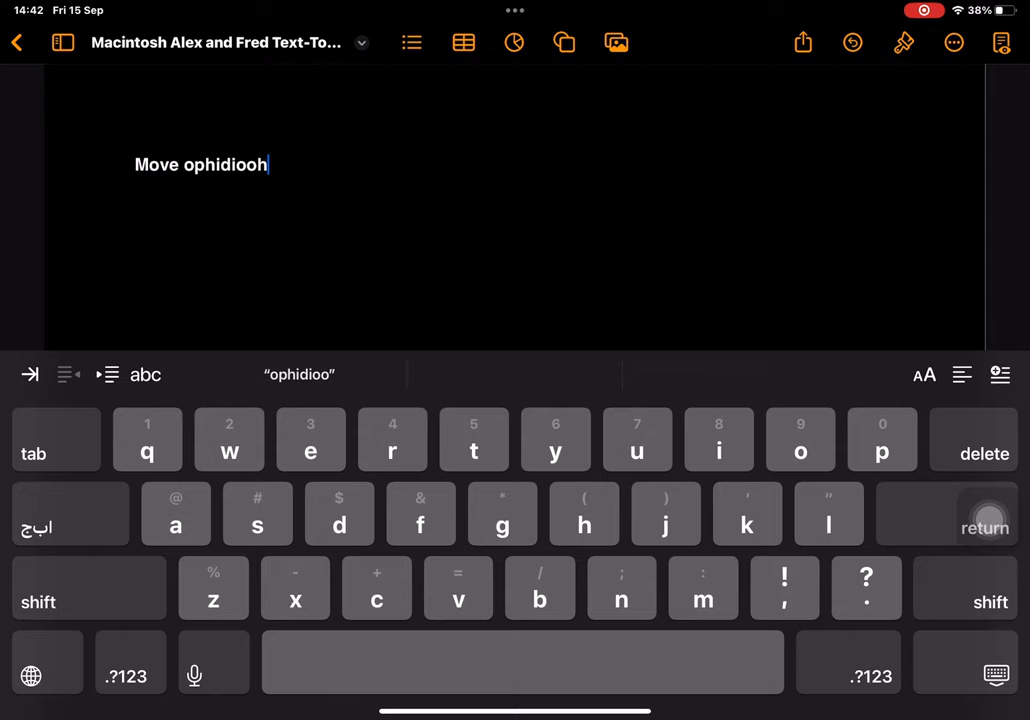 14:42 Fri 15 Sep 38%
Macintosh Alex and Fred Text-To...
Move ophidiooh
abc “ophidioo” AA
tab 1 q 2 w 3 e 4 r 5 t 6 y 7 u 8 i 9 o 0 p delete
ابج @ a # s $ d & f * g ( h ) j ' k " l return
shift % z - x + c = v / b ; n : m ! , ? . shift
.?123 .?123